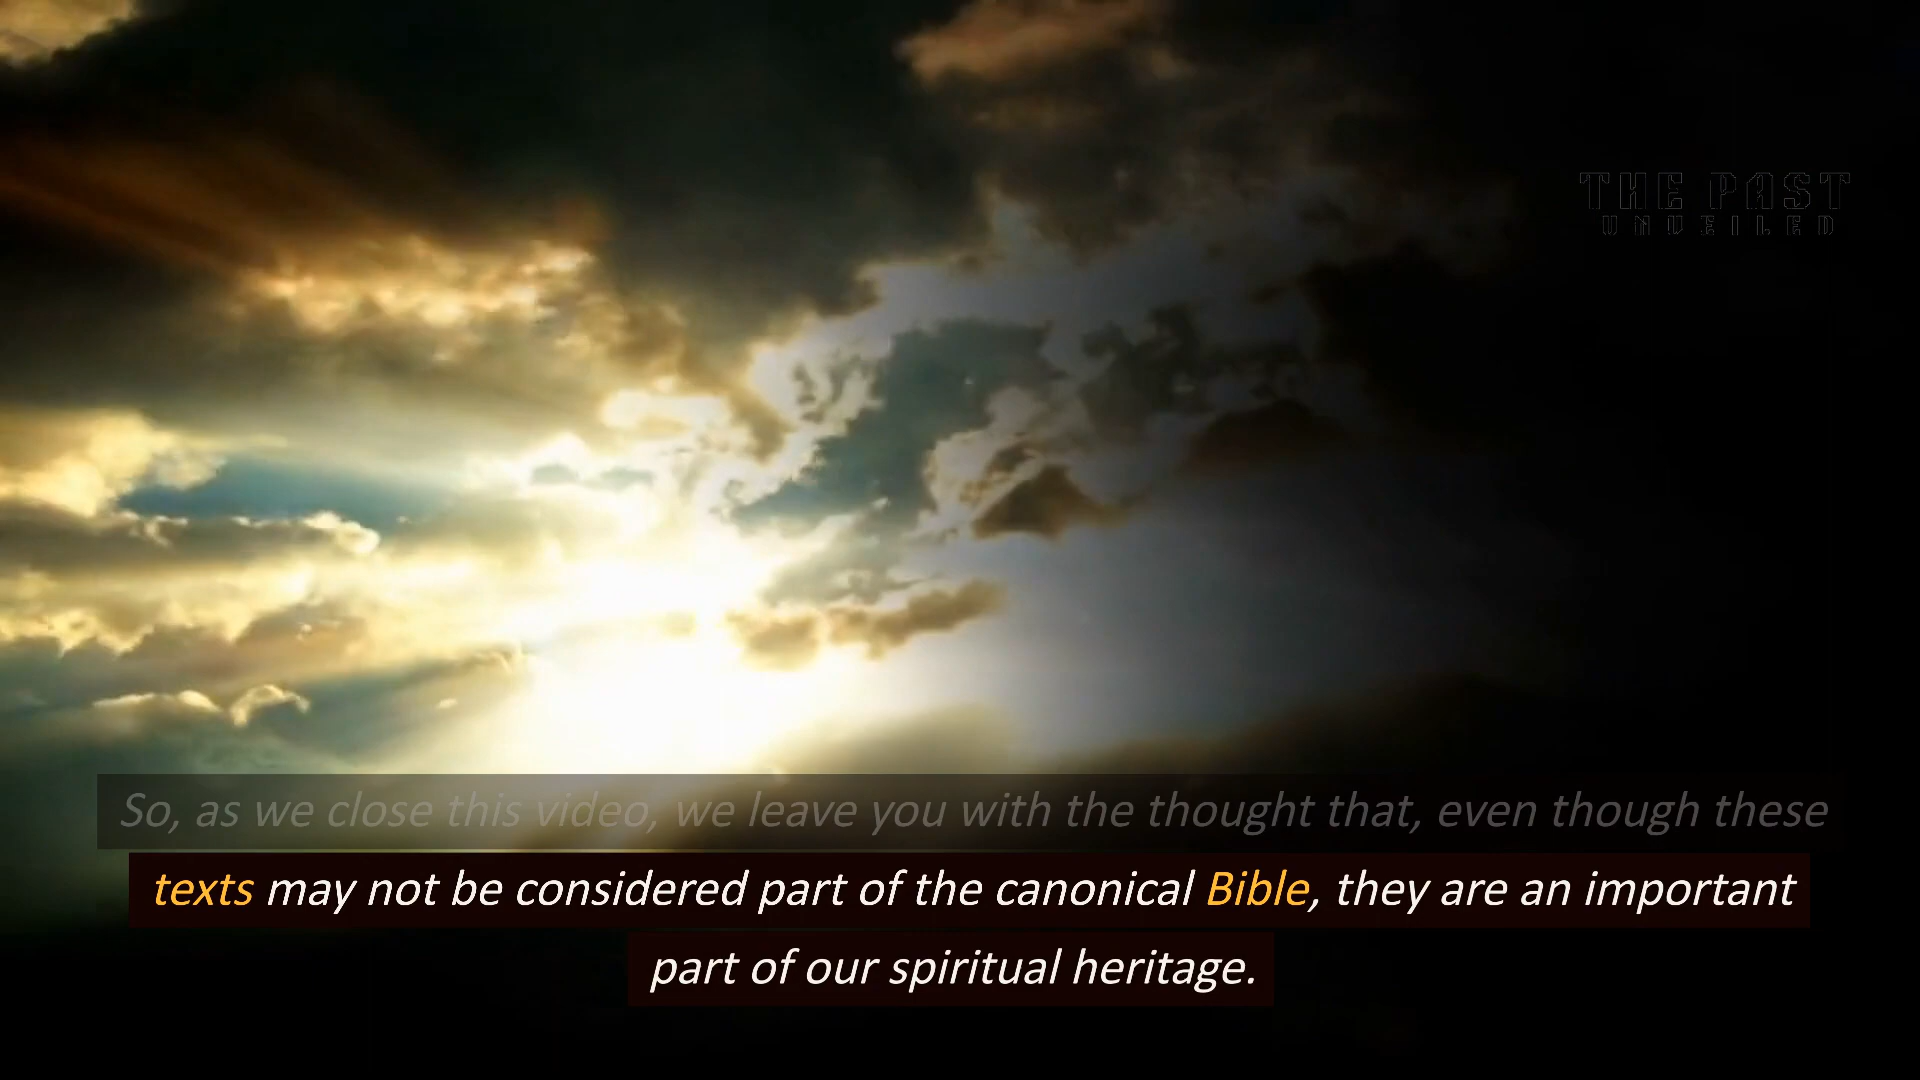 THE PAST
UNVEILED
So, as we close this video, we leave you with the thought that, even though these
texts may not be considered part of the canonical Bible, they are an important
part of our spiritual heritage.